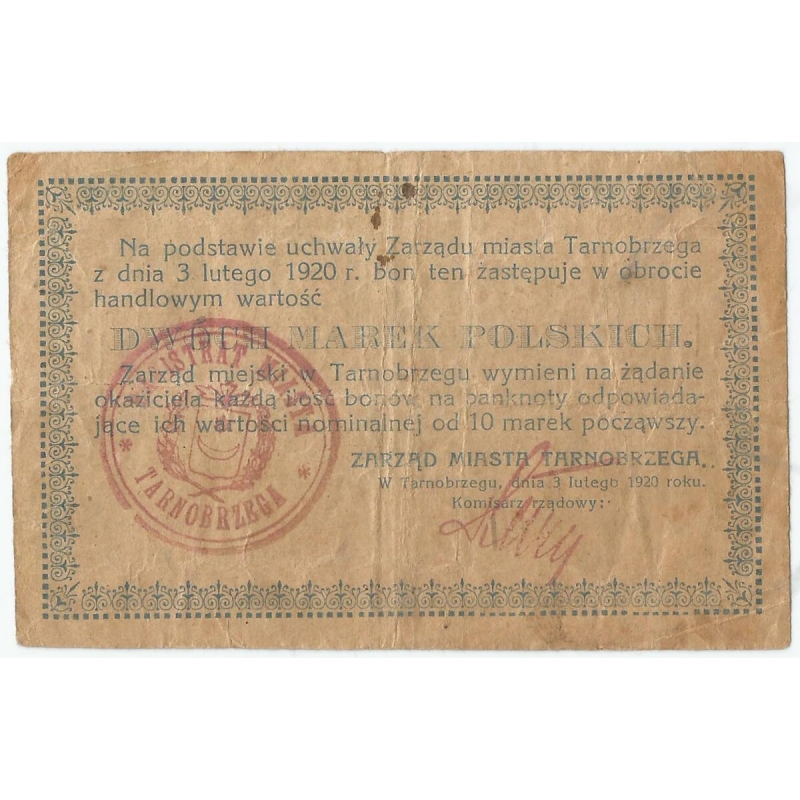 Na podstawie uchwały Zarządu miasta Tarnobrzega
z dnia 3 lutego 1920 r. bon ten zastępuje w obrocie
handlowym wartość
DWÓCH MAREK POLSKICH.
Zarząd miejski w Tarnobrzegu wymieni na żądanie
okaziciela każdą ilość bonów na banknoty odpowiada-
jące ich wartości nominalnej od 10 marek począwszy.
ZARZĄD MIASTA TARNOBRZEGA.
W Tarnobrzegu, dnia 3 lutego 1920 roku.
Komisarz rządowy:
MAGISTRAT MIASTA
* TARNOBRZEGA *